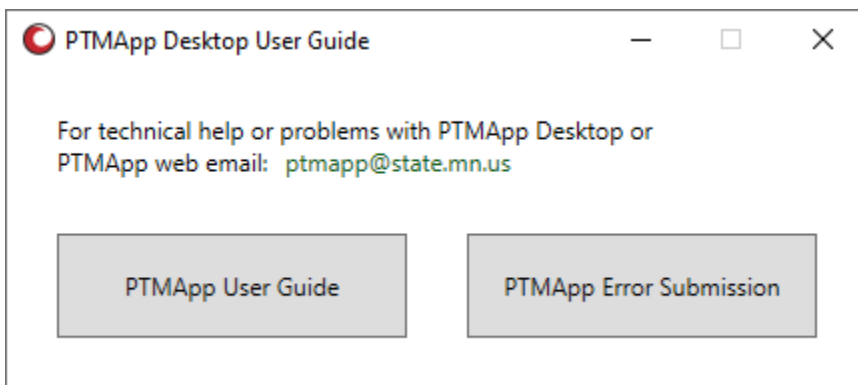 PTMApp Desktop User Guide
For technical help or problems with PTMApp Desktop or
PTMApp web email: ptmapp@state.mn.us
PTMApp User Guide
PTMApp Error Submission